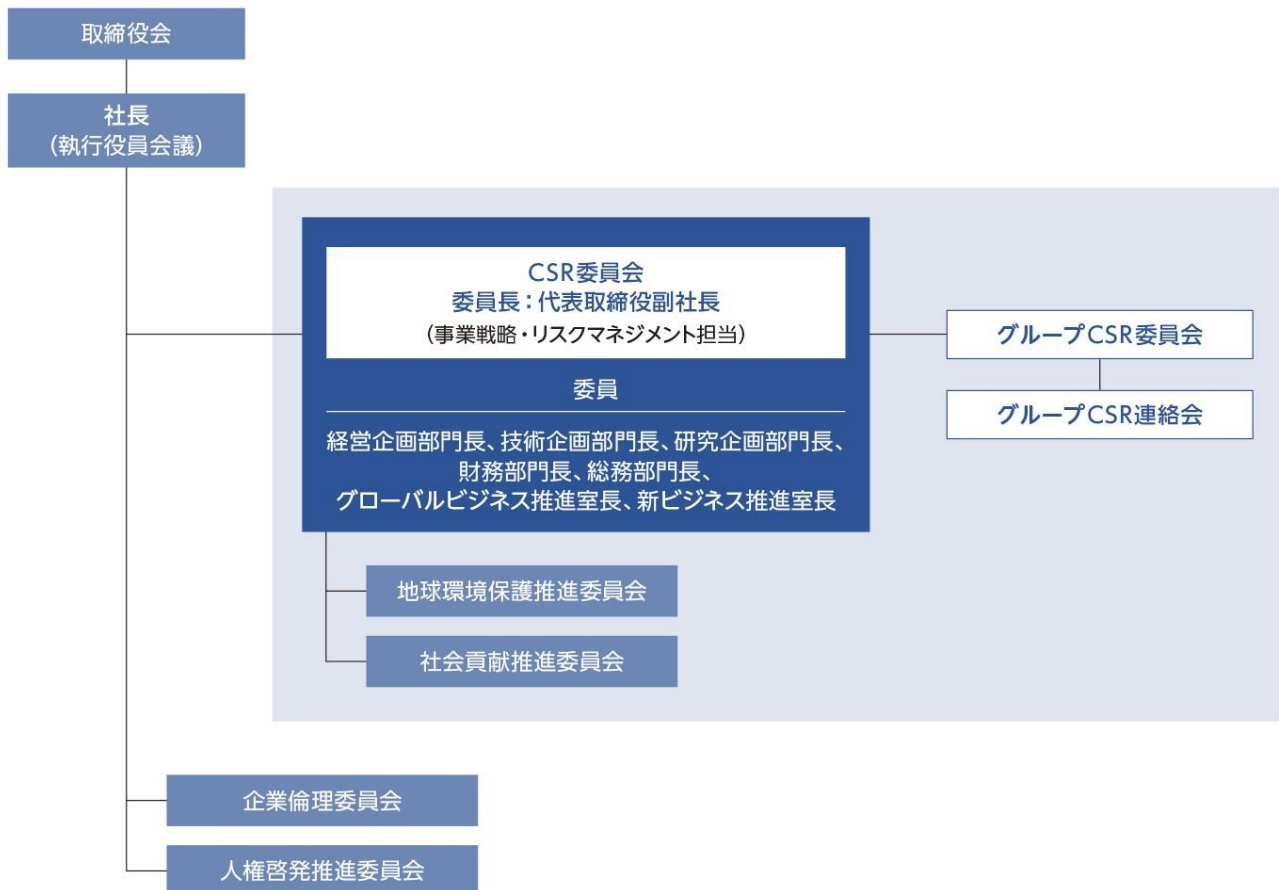 取締役会
社長
(執行役員会議)
CSR委員会
委員長：代表取締役副社長
(事業戦略・リスクマネジメント担当)
委員
経営企画部門長、技術企画部門長、研究企画部門長、
財務部門長、総務部門長、
グローバルビジネス推進室長、新ビジネス推進室長
グループCSR委員会
グループCSR連絡会
地球環境保護推進委員会
社会貢献推進委員会
企業倫理委員会
人権啓発推進委員会